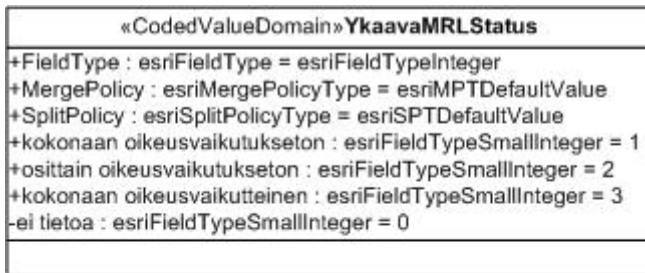 «CodedValueDomain»YkaavaMRLStatus
+FieldType : esriFieldType = esriFieldTypeInteger
+MergePolicy : esriMergePolicyType = esriMPTDefaultValue
+SplitPolicy : esriSplitPolicyType = esriSPTDefaultValue
+kokonaan oikeusvaikutukseton : esriFieldTypeSmallInteger = 1
+osittain oikeusvaikutukseton : esriFieldTypeSmallInteger = 2
+kokonaan oikeusvaikutteinen : esriFieldTypeSmallInteger = 3
-ei tietoa : esriFieldTypeSmallInteger = 0